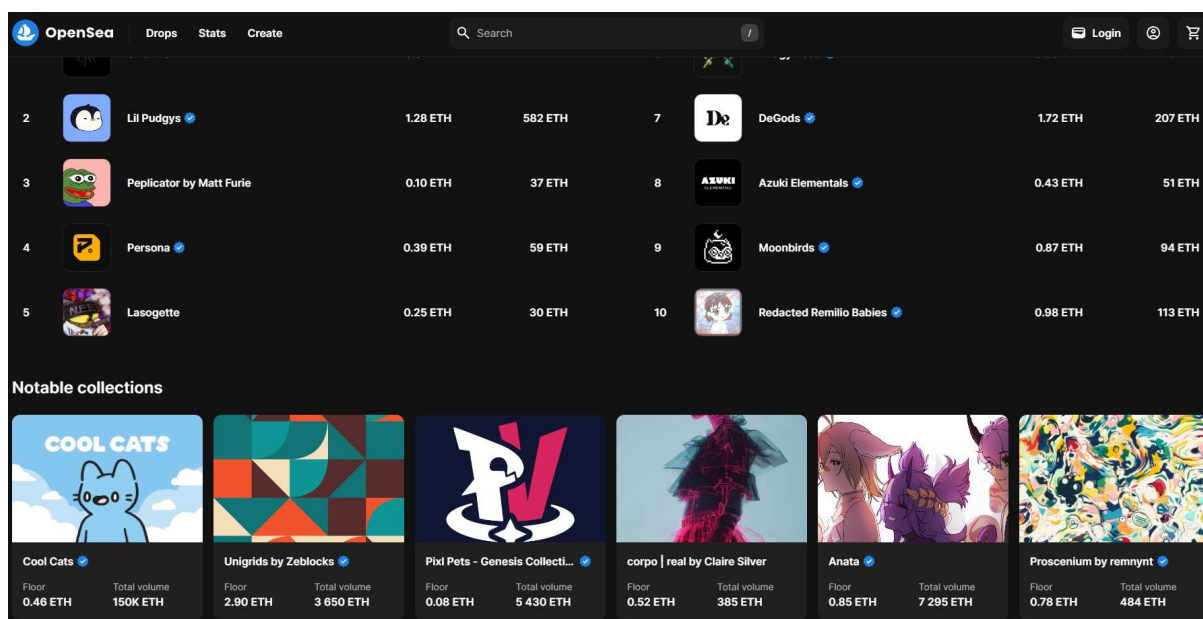 OpenSea Drops Stats Create Search / Login
2 Lil Pudgys 1.28 ETH 582 ETH 7 De DeGods 1.72 ETH 207 ETH
3 Peplicator by Matt Furie 0.10 ETH 37 ETH 8 AZUKI ELEMENTALS Azuki Elementals 0.43 ETH 51 ETH
4 Persona 0.39 ETH 59 ETH 9 Moonbirds 0.87 ETH 94 ETH
5 Lasogette 0.25 ETH 30 ETH 10 Redacted Remilio Babies 0.98 ETH 113 ETH
Notable collections
COOL CATS
Cool Cats Unigrids by Zeblocks Pixl Pets - Genesis Collecti... corpo | real by Claire Silver Anata Proscenium by remnynt
Floor Total volume Floor Total volume Floor Total volume Floor Total volume Floor Total volume Floor Total volume
0.46 ETH 150K ETH 2.90 ETH 3 650 ETH 0.08 ETH 5 430 ETH 0.52 ETH 385 ETH 0.85 ETH 7 295 ETH 0.78 ETH 484 ETH